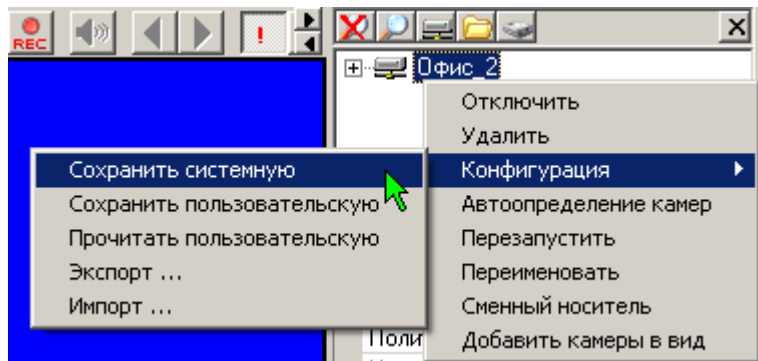 REC
!
Офис_2
Отключить
Удалить
Конфигурация
Автоопределение камер
Перезапустить
Переименовать
Сменный носитель
Добавить камеры в вид
Сохранить системную
Сохранить пользовательскую
Прочитать пользовательскую
Экспорт ...
Импорт ...